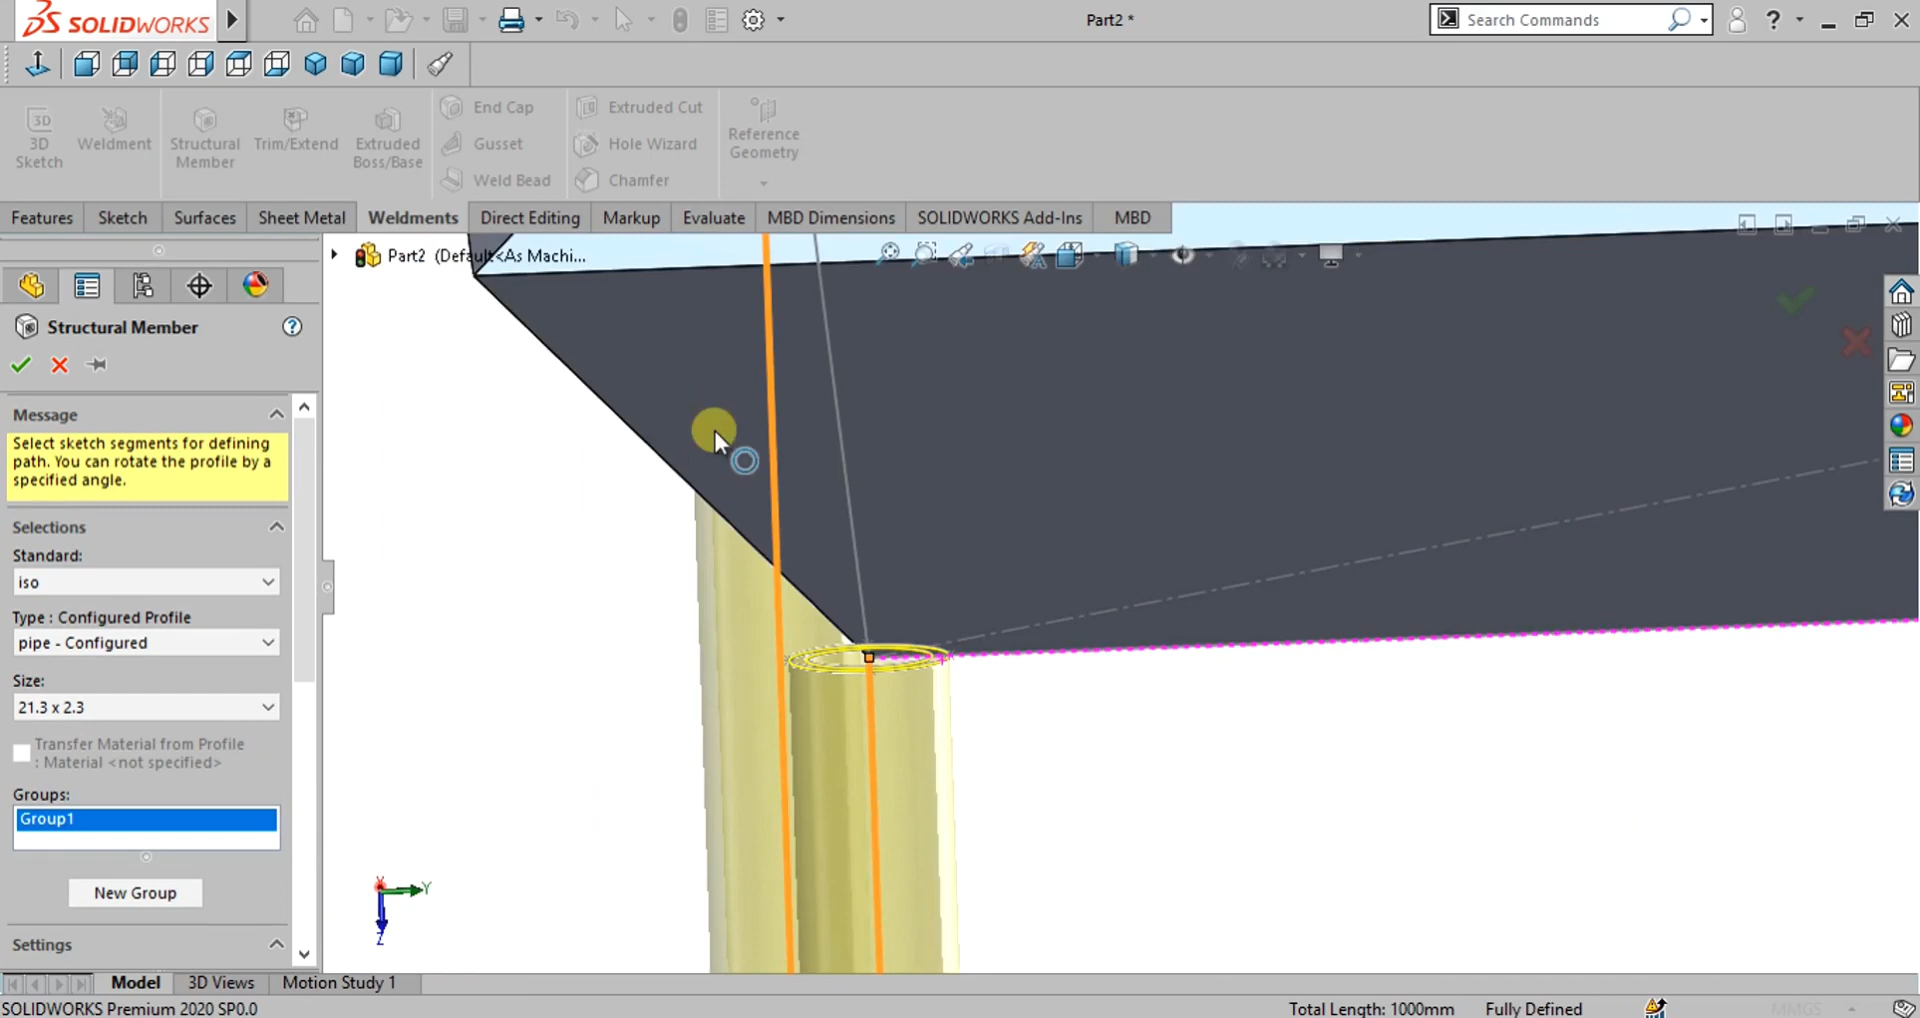 SOLIDWORKS
Part2 *
Search Commands
?
3D
Sketch
Weldment
Structural
Member
Trim/Extend
Extruded
Boss/Base
End Cap
Gusset
Weld Bead
Extruded Cut
Hole Wizard
Chamfer
Reference
Geometry
Features
Sketch
Surfaces
Sheet Metal
Weldments
Direct Editing
Markup
Evaluate
MBD Dimensions
SOLIDWORKS Add-Ins
MBD
Part2 (Default<As Machi...
Structural Member
Message
Select sketch segments for defining
path. You can rotate the profile by a
specified angle.
Selections
Standard:
iso
Type : Configured Profile
pipe - Configured
Size:
21.3 x 2.3
Transfer Material from Profile
: Material <not specified>
Groups:
Group1
New Group
Settings
Y
Z
Model
3D Views
Motion Study 1
SOLIDWORKS Premium 2020 SP0.0
Total Length: 1000mm
Fully Defined
MMGS